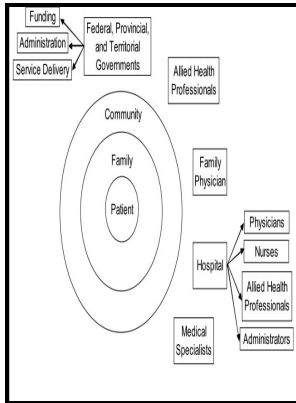 Funding
Administration
Service Delivery
Federal, Provincial,
and Territorial
Governments
Allied Health
Professionals
Community
Family
Patient
Family
Physician
Hospital
Physicians
Nurses
Allied Health
Professionals
Administrators
Medical
Specialists